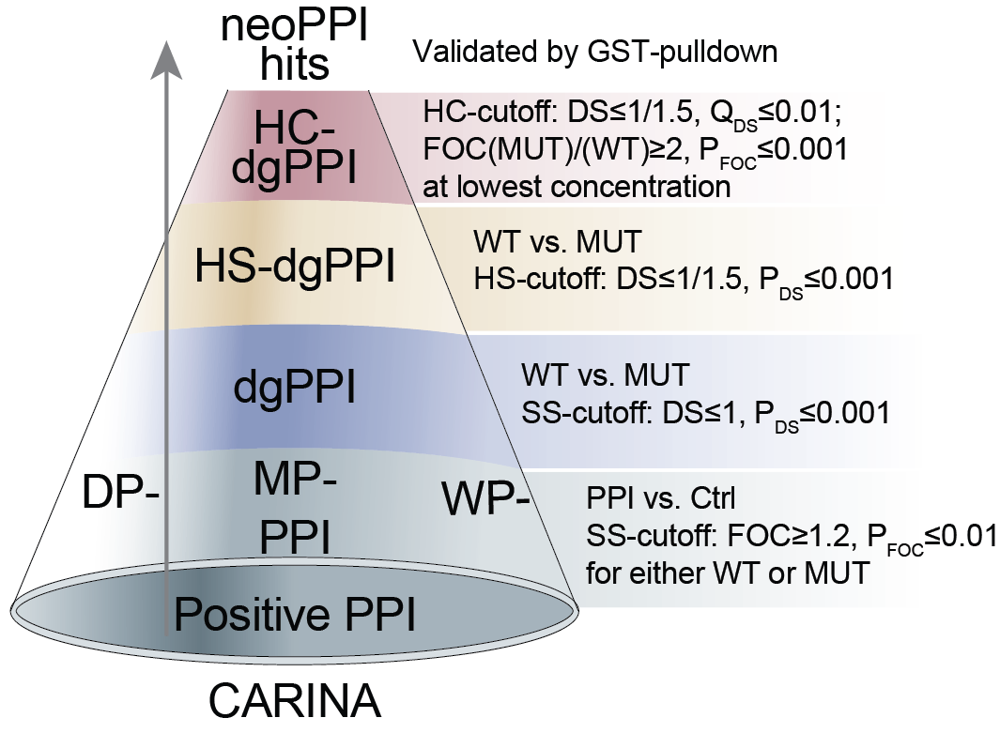 neoPPI
hits
Validated by GST-pulldown
HC-
dgPPI
HC-cutoff: DS≤1/1.5, QDS≤0.01;
FOC(MUT)/(WT)≥2, PFOC≤0.001
at lowest concentration
HS-dgPPI
WT vs. MUT
HS-cutoff: DS≤1/1.5, PDS≤0.001
dgPPI
WT vs. MUT
SS-cutoff: DS≤1, PDS≤0.001
DP-
MP-
PPI
WP-
PPI vs. Ctrl
SS-cutoff: FOC≥1.2, PFOC≤0.01
for either WT or MUT
Positive PPI
CARINA